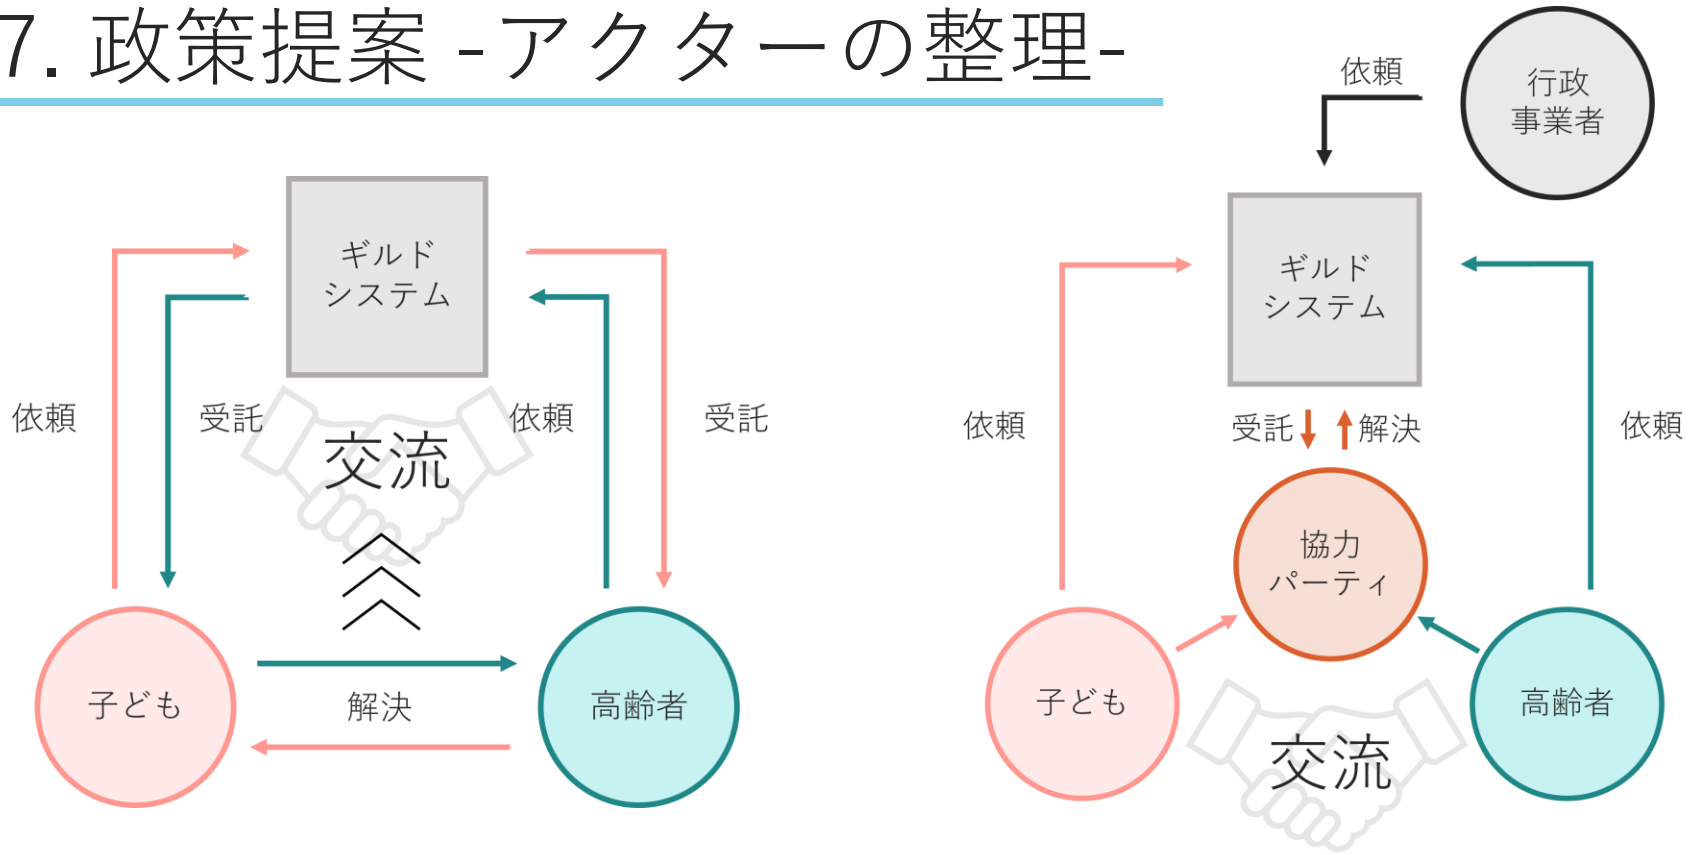 7. 政策提案 -アクターの整理-
ギルド
システム
依頼
受託
依頼
受託
交流
子ども
解決
高齢者
依頼
行政
事業者
ギルド
システム
依頼
受託
解決
依頼
協力
パーティ
子ども
高齢者
交流